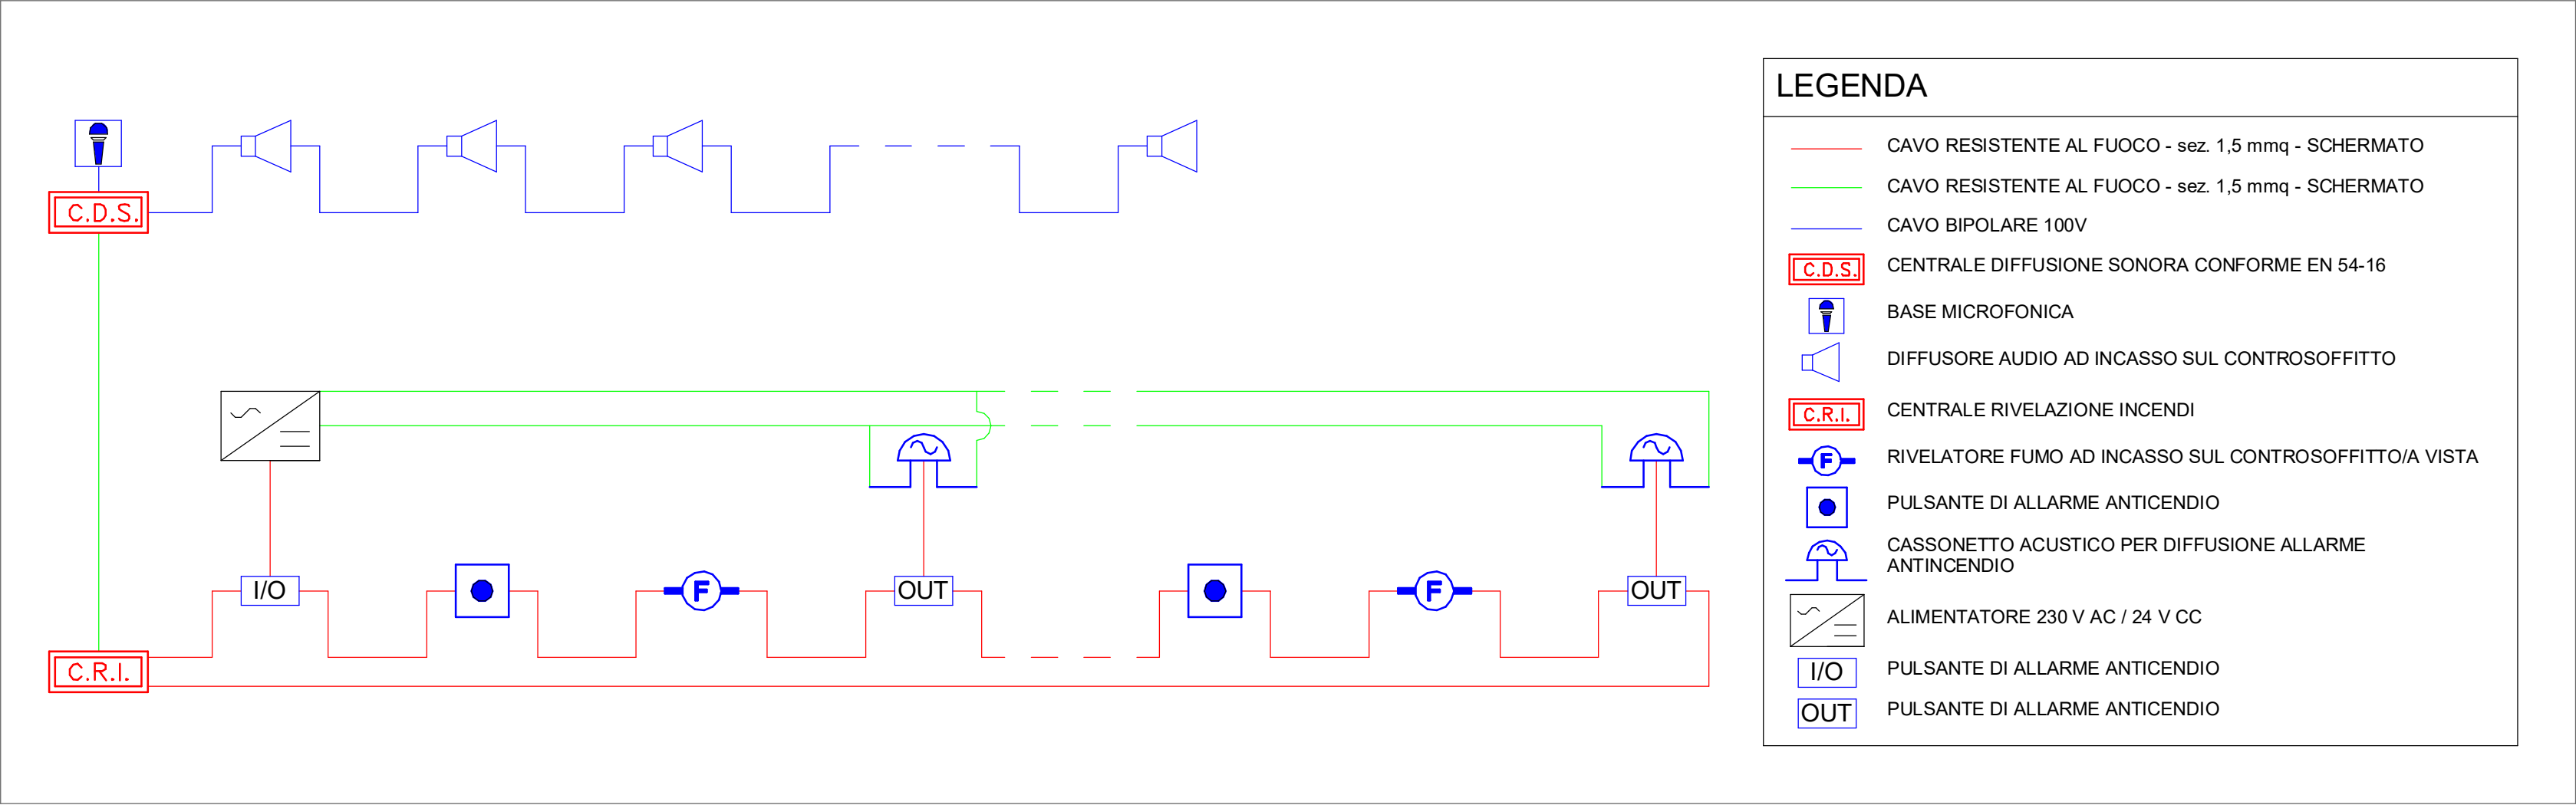 C.D.S.
I/O
F
OUT
F
OUT
C.R.I.
LEGENDA
CAVO RESISTENTE AL FUOCO - sez. 1,5 mmq - SCHERMATO
CAVO RESISTENTE AL FUOCO - sez. 1,5 mmq - SCHERMATO
CAVO BIPOLARE 100V
C.D.S. CENTRALE DIFFUSIONE SONORA CONFORME EN 54-16
BASE MICROFONICA
DIFFUSORE AUDIO AD INCASSO SUL CONTROSOFFITTO
C.R.I. CENTRALE RIVELAZIONE INCENDI
F RIVELATORE FUMO AD INCASSO SUL CONTROSOFFITTO/A VISTA
PULSANTE DI ALLARME ANTICENDIO
CASSONETTO ACUSTICO PER DIFFUSIONE ALLARME
ANTINCENDIO
ALIMENTATORE 230 V AC / 24 V CC
I/O PULSANTE DI ALLARME ANTICENDIO
OUT PULSANTE DI ALLARME ANTICENDIO